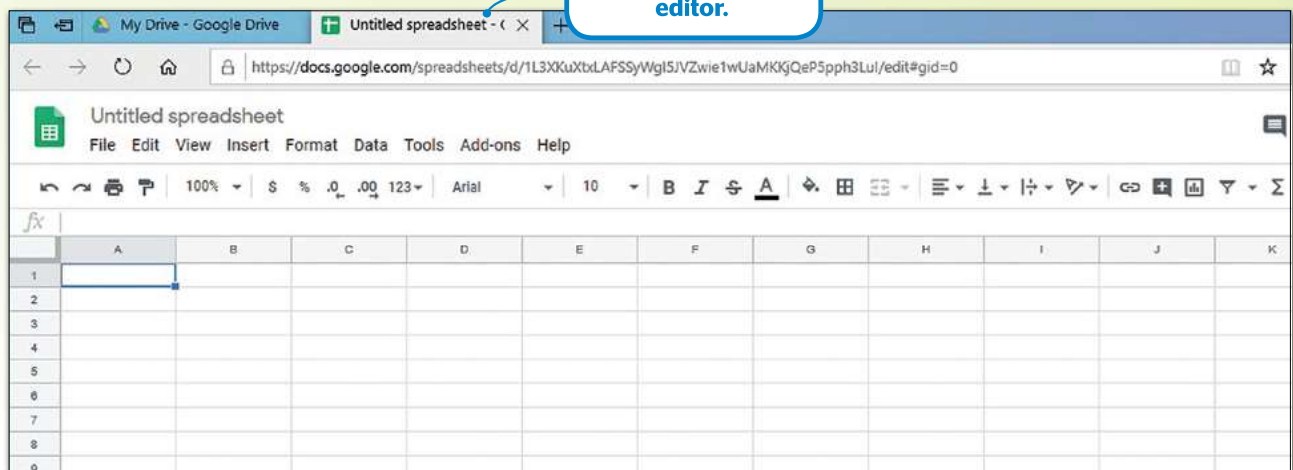 editor.
My Drive - Google Drive
Untitled spreadsheet - (
https://docs.google.com/spreadsheets/d/1L3XKuXtxLAFSSyWgI5JVZwie1wUaMKKjQeP5pph3LuI/edit#gid=0
Untitled spreadsheet
File Edit View Insert Format Data Tools Add-ons Help
100% $ % .0 .00 123 Arial 10 B I S A Σ
fx
A B C D E F G H I J K
1
2
3
4
5
6
7
8
9